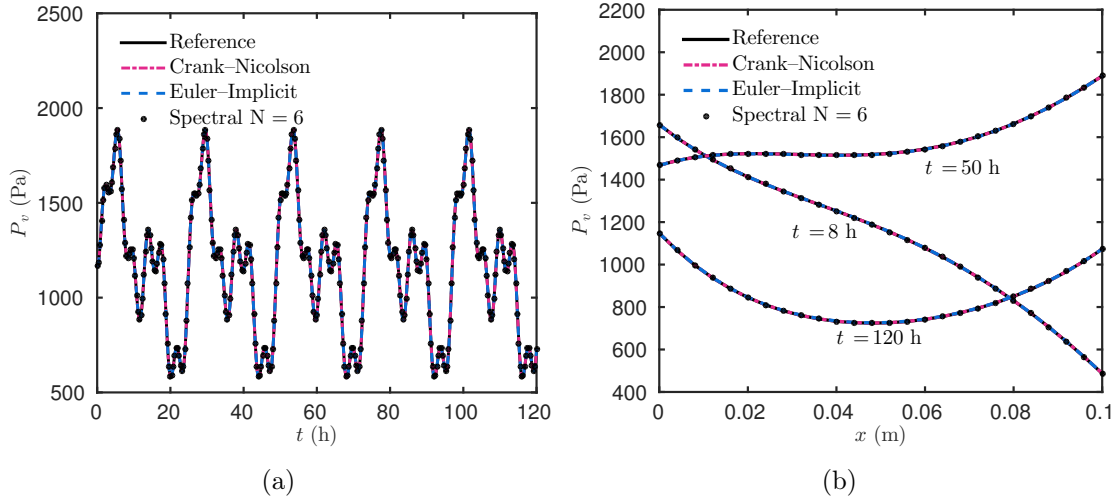 Reference
Crank–Nicolson
Euler–Implicit
Spectral N = 6
2500
2000
1500
1000
500
P_v (Pa)
0 20 40 60 80 100 120
t (h)
(a)
Reference
Crank–Nicolson
Euler–Implicit
Spectral N = 6
2200
2000
1800
1600
1400
1200
1000
800
600
400
P_v (Pa)
t = 50 h
t = 8 h
t = 120 h
0 0.02 0.04 0.06 0.08 0.1
x (m)
(b)